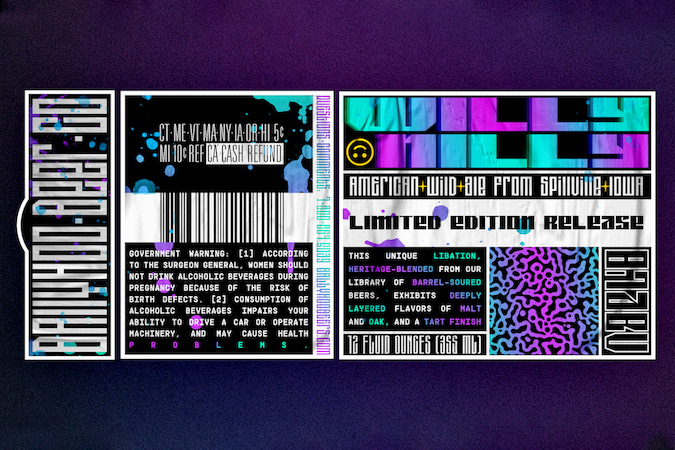 CT·ME·VT·MA·NY·IA·OR·HI 5¢
MI 10¢ REF CA CASH REFUND
GOVERNMENT WARNING: [1] ACCORDING
TO THE SURGEON GENERAL, WOMEN SHOULD
NOT DRINK ALCOHOLIC BEVERAGES DURING
PREGNANCY BECAUSE OF THE RISK OF
BIRTH DEFECTS. [2] CONSUMPTION OF
ALCOHOLIC BEVERAGES IMPAIRS YOUR
ABILITY TO DRIVE A CAR OR OPERATE
MACHINERY, AND MAY CAUSE HEALTH
PROBLEMS.
WILLY
NILLY
American wild ale from Spillville Iowa
LIMITED EDITION RELEASE
THIS UNIQUE LIBATION,
HERITAGE-BLENDED FROM OUR
LIBRARY OF BARREL-SOURED
BEERS, EXHIBITS DEEPLY
LAYERED FLAVORS OF MALT
AND OAK, AND A TART FINISH
12 FLUID OUNCES (355 ML)